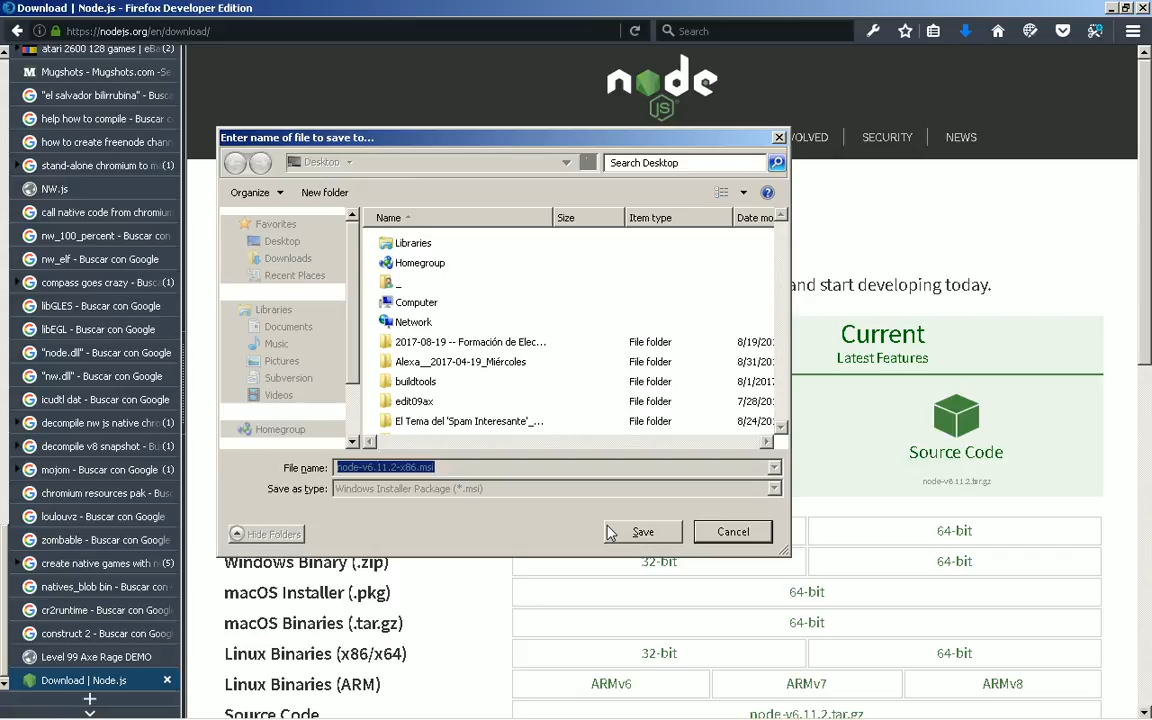 Download | Node.js - Firefox Developer Edition
https://nodejs.org/en/download/
Search
atari 2600 128 games | eBa (2)
Mugshots - Mugshots.com -Se
"el salvador bilirrubina" - Busc
help how to compile - Buscar c
how to create freenode chann
stand-alone chromium to m (1)
NW.js
call native code from chromiur
nw_100_percent - Buscar con
nw_elf - Buscar con Google
compass goes crazy - Busca (1)
libGLES - Buscar con Google
libEGL - Buscar con Google
"node.dll" - Buscar con Google
"nw.dll" - Buscar con Google
icudtl dat - Buscar con Google
decompile nw js native chro (1)
decompile v8 snapshot - Bu (1)
mojom - Buscar con Google (1)
chromium resources pak - Busc
loulouvz - Buscar con Google
zombable - Buscar con Google
create native games with n (5)
natives_blob bin - Buscar con
cr2runtime - Buscar con Google
construct 2 - Buscar con Googl
Level 99 Axe Rage DEMO
Download | Node.js
node
JS
OLVED
SECURITY
NEWS
and start developing today.
Current
Latest Features
Source Code
node-v6.11.2.tar.gz
64-bit
Windows Binary (.zip)
32-bit
64-bit
macOS Installer (.pkg)
64-bit
macOS Binaries (.tar.gz)
64-bit
Linux Binaries (x86/x64)
32-bit
64-bit
Linux Binaries (ARM)
ARMv6
ARMv7
ARMv8
Source Code
node-v6.11.2.tar.gz
Enter name of file to save to...
Desktop
Search Desktop
Organize
New folder
Favorites
Desktop
Downloads
Recent Places
Libraries
Documents
Music
Pictures
Subversion
Videos
Homegroup
Name
Size
Item type
Date mo
Libraries
Homegroup
_
Computer
Network
2017-08-19 -- Formación de Elec... File folder 8/19/20
Alexa__2017-04-19_Miércoles File folder 8/31/20
buildtools File folder 8/1/2017
edit09ax File folder 7/28/20
El Tema del 'Spam Interesante'_... File folder 8/24/20
File name: node-v6.11.2-x86.msi
Save as type: Windows Installer Package (*.msi)
Hide Folders
Save
Cancel